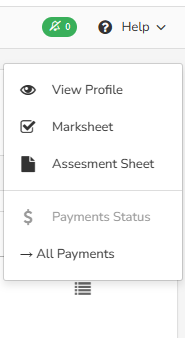 0 Help
View Profile
Marksheet
Assesment Sheet
$ Payments Status
→ All Payments